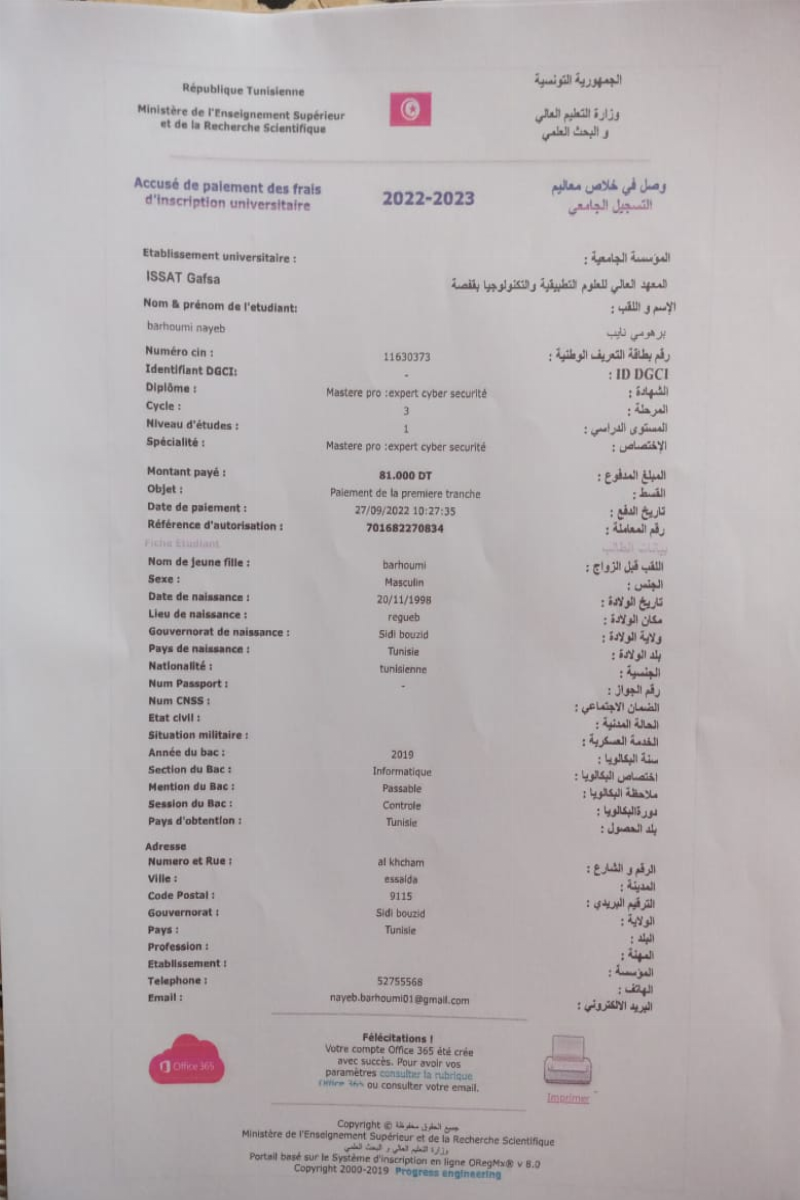 République Tunisienne
الجمهورية التونسية
Ministère de l'Enseignement Supérieur
et de la Recherche Scientifique
وزارة التعليم العالي
و البحث العلمي
Accusé de paiement des frais
d'inscription universitaire
2022-2023
وصل في خلاص معاليم
التسجيل الجامعي
Etablissement universitaire :
المؤسسة الجامعية :
ISSAT Gafsa
المعهد العالي للعلوم التطبيقية والتكنولوجيا بقفصة
Nom & prénom de l'etudiant:
الإسم و اللقب :
barhoumi nayeb
برهومي نايب
Numéro cin : 11630373 رقم بطاقة التعريف الوطنية :
Identifiant DGCI: - ID DGCI :
Diplôme : Mastere pro :expert cyber securité الشهادة :
Cycle : 3 المرحلة :
Niveau d'études : 1 المستوى الدراسي :
Spécialité : Mastere pro :expert cyber securité الإختصاص :
Montant payé : 81.000 DT المبلغ المدفوع :
Objet : Paiement de la premiere tranche القسط :
Date de paiement : 27/09/2022 10:27:35 تاريخ الدفع :
Référence d'autorisation : 701682270834 رقم المعاملة :
Fiche Etudiant بيانات الطالب
Nom de jeune fille : barhoumi اللقب قبل الزواج :
Sexe : Masculin الجنس :
Date de naissance : 20/11/1998 تاريخ الولادة :
Lieu de naissance : regueb مكان الولادة :
Gouvernorat de naissance : Sidi bouzid ولاية الولادة :
Pays de naissance : Tunisie بلد الولادة :
Nationalité : tunisienne الجنسية :
Num Passport : - رقم الجواز :
Num CNSS : الضمان الاجتماعي :
Etat civil : الحالة المدنية :
Situation militaire : الخدمة العسكرية :
Année du bac : 2019 سنة البكالوريا :
Section du Bac : Informatique اختصاص البكالوريا :
Mention du Bac : Passable ملاحظة البكالوريا :
Session du Bac : Controle دورةالبكالوريا :
Pays d'obtention : Tunisie بلد الحصول :
Adresse
Numero et Rue : al khcham الرقم و الشارع :
Ville : essaida المدينة :
Code Postal : 9115 الترقيم البريدي :
Gouvernorat : Sidi bouzid الولاية :
Pays : Tunisie البلد :
Profession : المهنة :
Etablissement : المؤسسة :
Telephone : 52755568 الهاتف :
Email : nayeb.barhoumi01@gmail.com البريد الالكتروني :
Félécitations !
Votre compte Office 365 été crée
avec succès. Pour avoir vos
paramètres consulter la rubrique
Office 365 ou consulter votre email.
Office 365
Imprimer
Copyright © جميع الحقوق محفوظة
Ministère de l'Enseignement Supérieur et de la Recherche Scientifique
وزارة التعليم العالي و البحث العلمي
Portail basé sur le Système d'inscription en ligne ORegMx® v 8.0
Copyright 2000-2019 Progress engineering